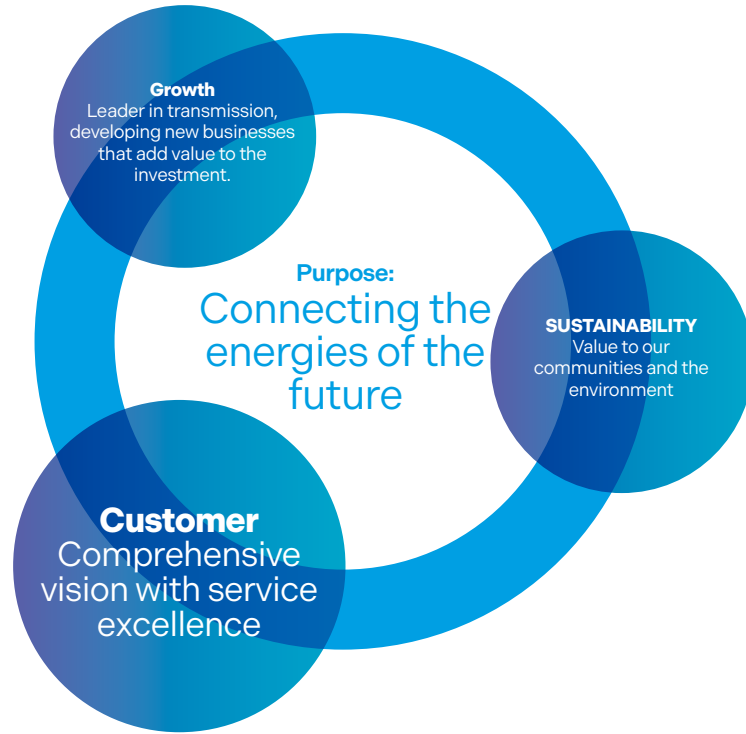 Growth
Leader in transmission,
developing new businesses
that add value to the
investment.
Purpose:
Connecting the
energies of the
future
SUSTAINABILITY
Value to our
communities and the
environment
Customer
Comprehensive
vision with service
excellence